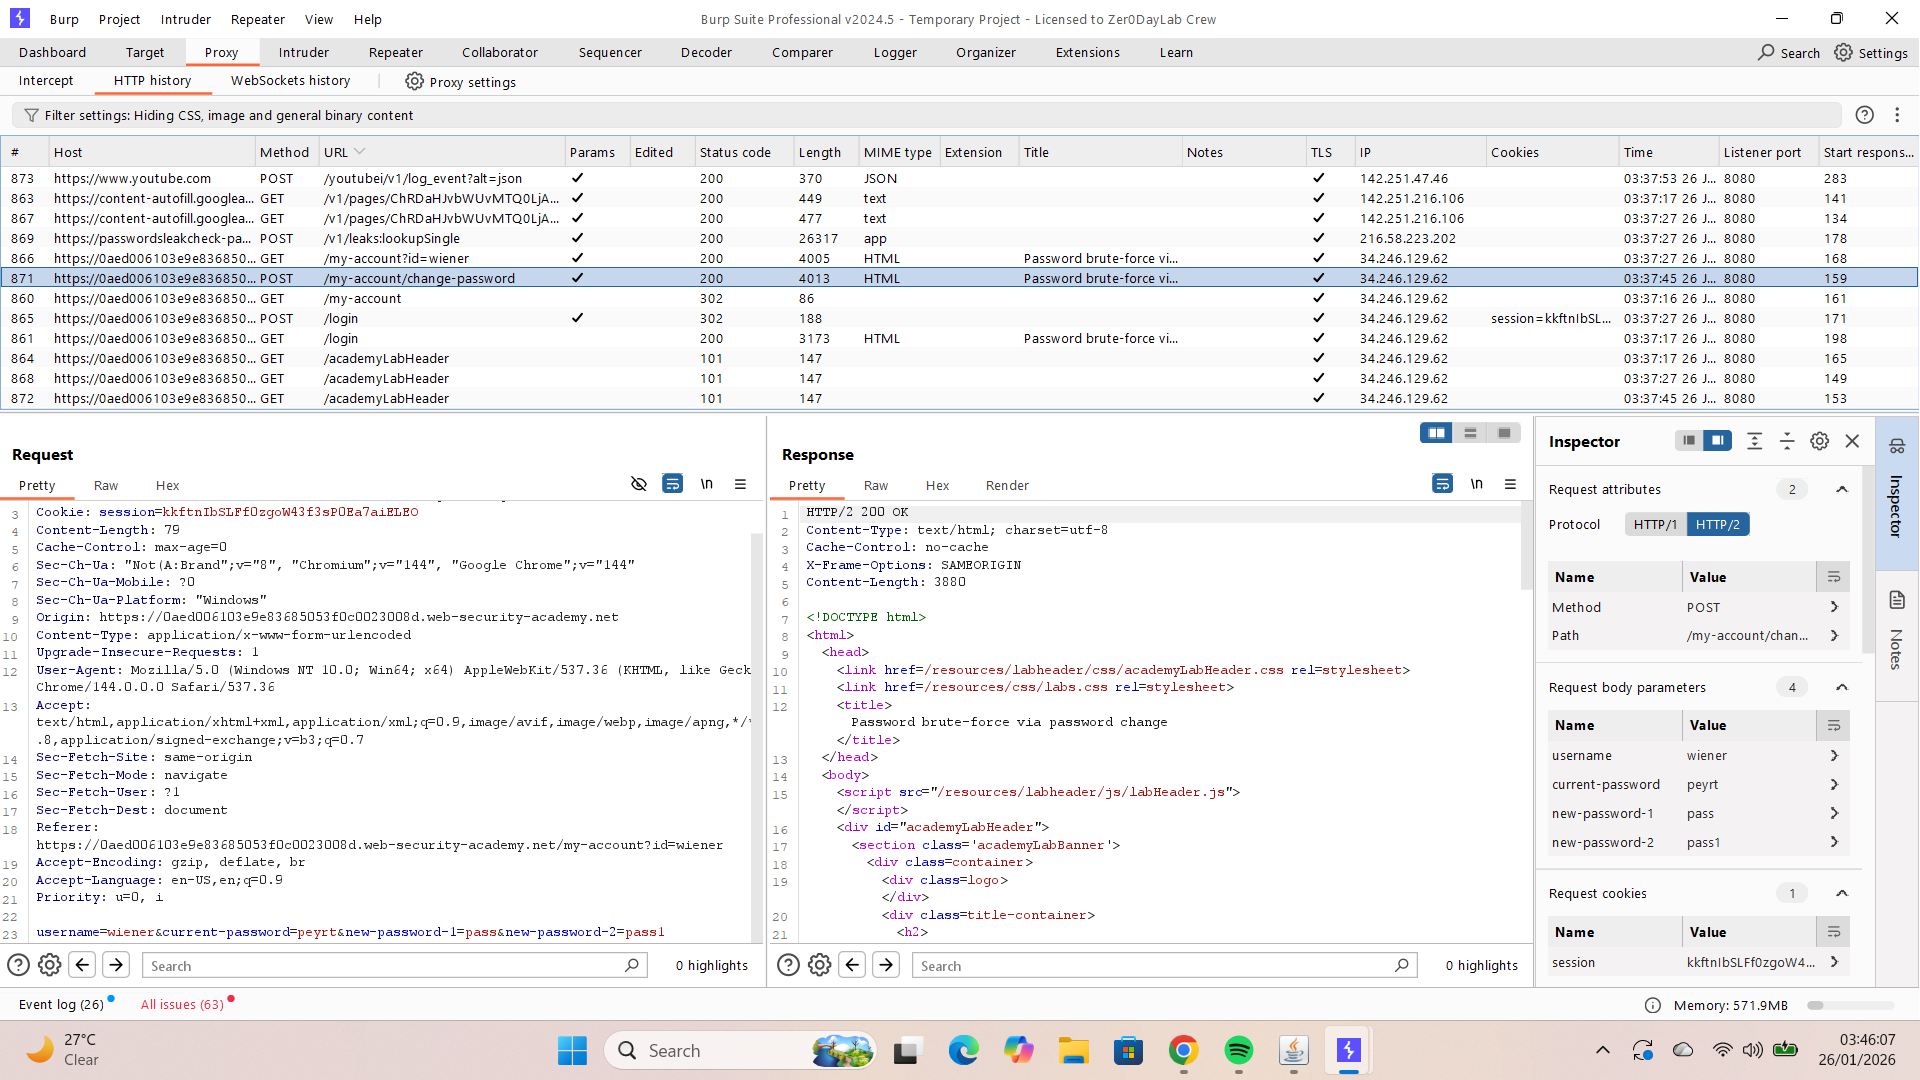 Burp Project Intruder Repeater View Help Burp Suite Professional v2024.5 - Temporary Project - Licensed to Zer0DayLab Crew
Dashboard Target Proxy Intruder Repeater Collaborator Sequencer Decoder Comparer Logger Organizer Extensions Learn Search Settings
Intercept HTTP history WebSockets history Proxy settings
Filter settings: Hiding CSS, image and general binary content
# Host Method URL Params Edited Status code Length MIME type Extension Title Notes TLS IP Cookies Time Listener port Start respons...
873 https://www.youtube.com POST /youtubei/v1/log_event?alt=json ✓ 200 370 JSON ✓ 142.251.47.46 03:37:53 26 J... 8080 283
863 https://content-autofill.googlea... GET /v1/pages/ChRDaHJvbWUvMTQ0LjA... ✓ 200 449 text ✓ 142.251.216.106 03:37:17 26 J... 8080 141
867 https://content-autofill.googlea... GET /v1/pages/ChRDaHJvbWUvMTQ0LjA... ✓ 200 477 text ✓ 142.251.216.106 03:37:27 26 J... 8080 134
869 https://passwordsleakcheck-pa... POST /v1/leaks:lookupSingle ✓ 200 26317 app ✓ 216.58.223.202 03:37:27 26 J... 8080 178
866 https://0aed006103e9e836850... GET /my-account?id=wiener ✓ 200 4005 HTML Password brute-force vi... ✓ 34.246.129.62 03:37:27 26 J... 8080 168
871 https://0aed006103e9e836850... POST /my-account/change-password ✓ 200 4013 HTML Password brute-force vi... ✓ 34.246.129.62 03:37:45 26 J... 8080 159
860 https://0aed006103e9e836850... GET /my-account 302 86 ✓ 34.246.129.62 03:37:16 26 J... 8080 161
865 https://0aed006103e9e836850... POST /login ✓ 302 188 ✓ 34.246.129.62 session=kkftnIbSL... 03:37:27 26 J... 8080 171
861 https://0aed006103e9e836850... GET /login 200 3173 HTML Password brute-force vi... ✓ 34.246.129.62 03:37:17 26 J... 8080 198
864 https://0aed006103e9e836850... GET /academyLabHeader 101 147 ✓ 34.246.129.62 03:37:17 26 J... 8080 165
868 https://0aed006103e9e836850... GET /academyLabHeader 101 147 ✓ 34.246.129.62 03:37:27 26 J... 8080 149
872 https://0aed006103e9e836850... GET /academyLabHeader 101 147 ✓ 34.246.129.62 03:37:45 26 J... 8080 153
Request
Pretty Raw Hex \n
3 Cookie: session=kkftnIbSLFf0zgoW43f3sP0Ea7aiELEO
4 Content-Length: 79
5 Cache-Control: max-age=0
6 Sec-Ch-Ua: "Not(A:Brand";v="8", "Chromium";v="144", "Google Chrome";v="144"
7 Sec-Ch-Ua-Mobile: ?0
8 Sec-Ch-Ua-Platform: "Windows"
9 Origin: https://0aed006103e9e83685053f0c0023008d.web-security-academy.net
10 Content-Type: application/x-www-form-urlencoded
11 Upgrade-Insecure-Requests: 1
12 User-Agent: Mozilla/5.0 (Windows NT 10.0; Win64; x64) AppleWebKit/537.36 (KHTML, like Geck
Chrome/144.0.0.0 Safari/537.36
13 Accept:
text/html,application/xhtml+xml,application/xml;q=0.9,image/avif,image/webp,image/apng,*/
.8,application/signed-exchange;v=b3;q=0.7
14 Sec-Fetch-Site: same-origin
15 Sec-Fetch-Mode: navigate
16 Sec-Fetch-User: ?1
17 Sec-Fetch-Dest: document
18 Referer:
https://0aed006103e9e83685053f0c0023008d.web-security-academy.net/my-account?id=wiener
19 Accept-Encoding: gzip, deflate, br
20 Accept-Language: en-US,en;q=0.9
21 Priority: u=0, i
22
23 username=wiener&current-password=peyrt&new-password-1=pass&new-password-2=pass1
Search 0 highlights
Response
Pretty Raw Hex Render \n
1 HTTP/2 200 OK
2 Content-Type: text/html; charset=utf-8
3 Cache-Control: no-cache
4 X-Frame-Options: SAMEORIGIN
5 Content-Length: 3880
6
7 <!DOCTYPE html>
8 <html>
9 <head>
10 <link href=/resources/labheader/css/academyLabHeader.css rel=stylesheet>
11 <link href=/resources/css/labs.css rel=stylesheet>
12 <title>
Password brute-force via password change
</title>
13 </head>
14 <body>
15 <script src="/resources/labheader/js/labHeader.js">
</script>
16 <div id="academyLabHeader">
17 <section class='academyLabBanner'>
18 <div class=container>
19 <div class=logo>
</div>
20 <div class=title-container>
21 <h2>
Search 0 highlights
Inspector
Request attributes 2
Protocol HTTP/1 HTTP/2
Name Value
Method POST
Path /my-account/chan...
Request body parameters 4
Name Value
username wiener
current-password peyrt
new-password-1 pass
new-password-2 pass1
Request cookies 1
Name Value
session kkftnIbSLFf0zgoW4...
Inspector
Notes
Event log (26) All issues (63) Memory: 571.9MB
27°C
Clear
Search
03:46:07
26/01/2026